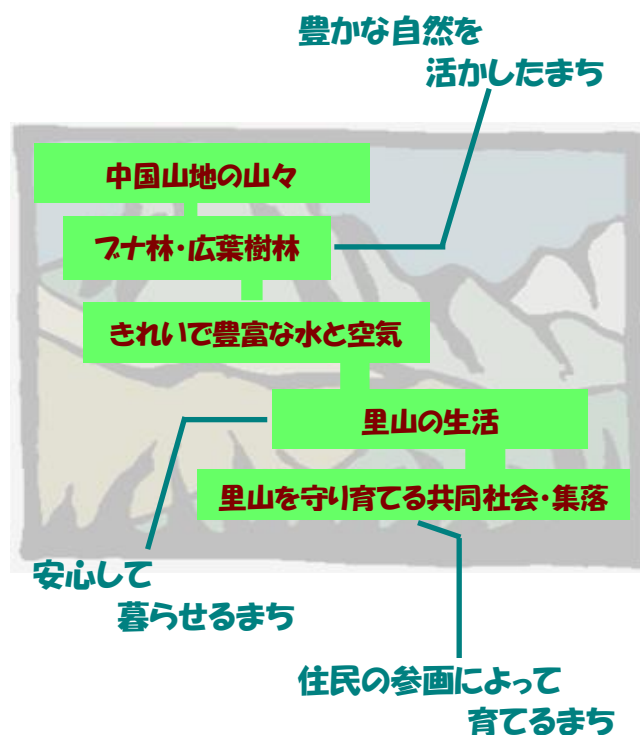 豊かな自然を
活かしたまち
中国山地の山々
ブナ林・広葉樹林
きれいで豊富な水と空気
里山の生活
里山を守り育てる共同社会・集落
安心して
暮らせるまち
住民の参画によって
育てるまち